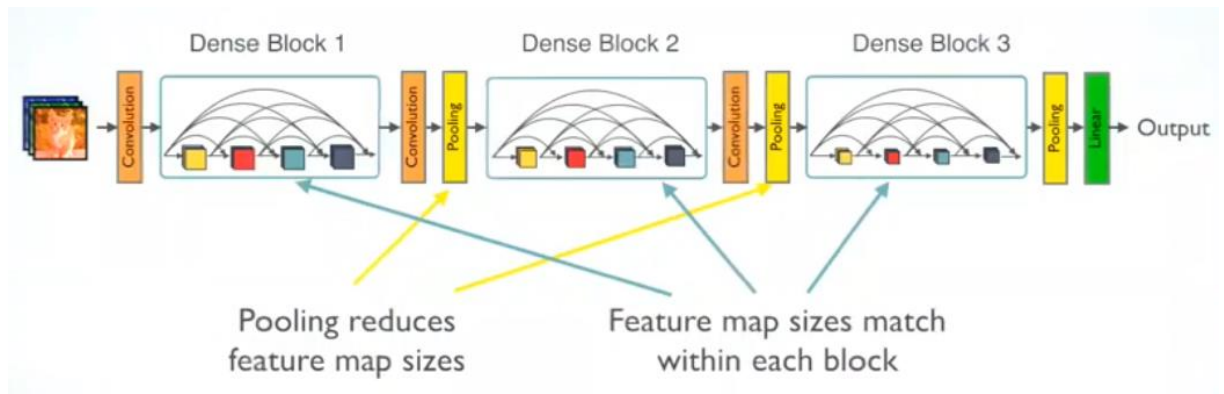 Dense Block 1
Dense Block 2
Dense Block 3
Convolution
Convolution
Pooling
Convolution
Pooling
Pooling
Linear
Output
Pooling reduces
feature map sizes
Feature map sizes match
within each block